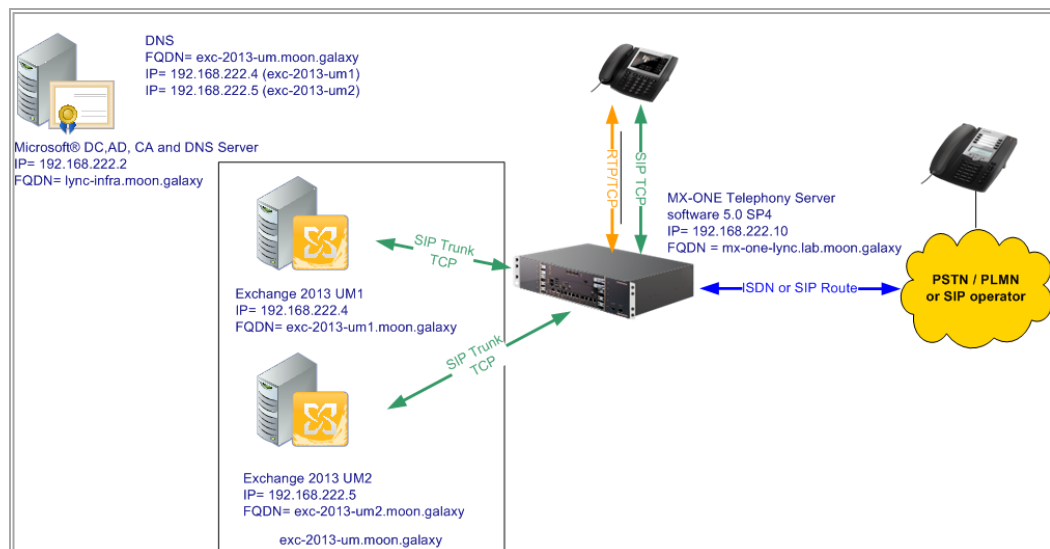 DNS
FQDN= exc-2013-um.moon.galaxy
IP= 192.168.222.4 (exc-2013-um1)
IP= 192.168.222.5 (exc-2013-um2)
Microsoft® DC,AD, CA and DNS Server
IP= 192.168.222.2
FQDN= lync-infra.moon.galaxy
RTP/TCP
SIP TCP
MX-ONE Telephony Server
software 5.0 SP4
IP= 192.168.222.10
FQDN = mx-one-lync.lab.moon.galaxy
SIP Trunk
TCP
Exchange 2013 UM1
IP= 192.168.222.4
FQDN= exc-2013-um1.moon.galaxy
ISDN or SIP Route
PSTN / PLMN
or SIP operator
SIP Trunk
TCP
Exchange 2013 UM2
IP= 192.168.222.5
FQDN= exc-2013-um2.moon.galaxy
exc-2013-um.moon.galaxy